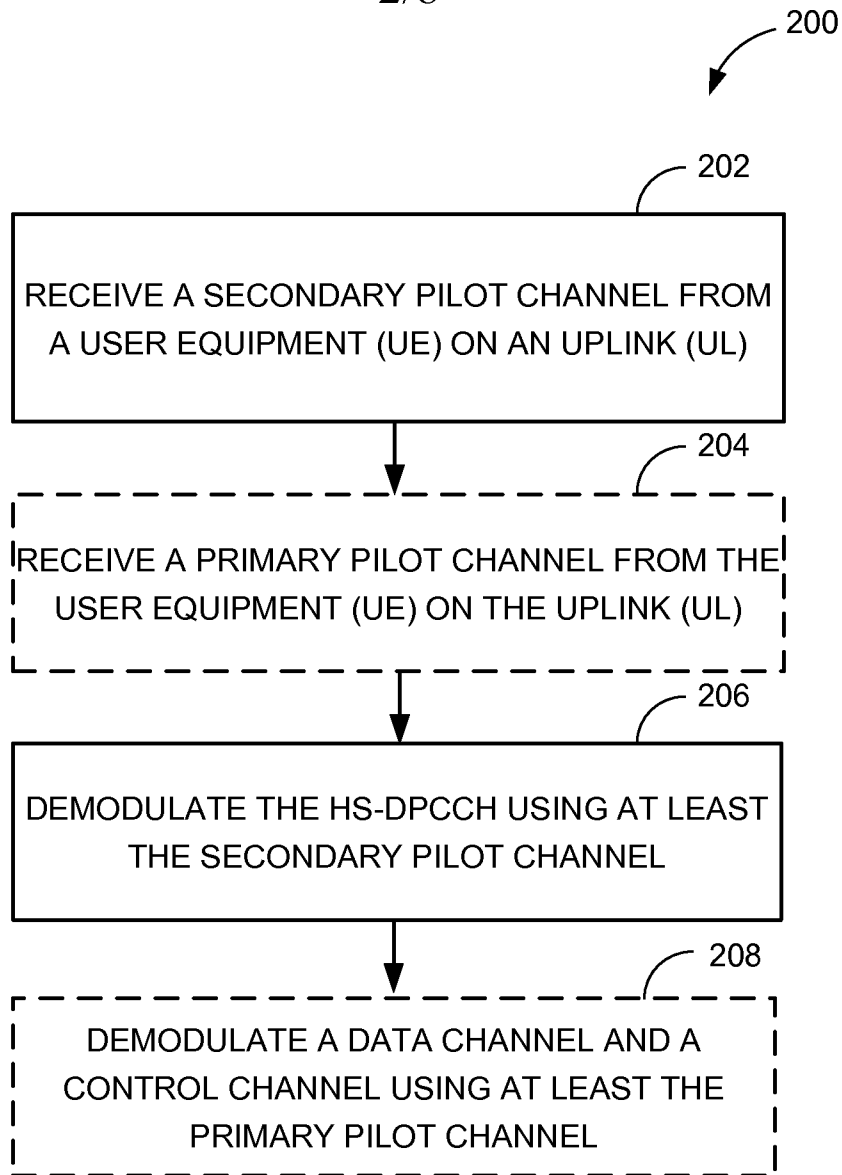 200
202
RECEIVE A SECONDARY PILOT CHANNEL FROM
A USER EQUIPMENT (UE) ON AN UPLINK (UL)
204
RECEIVE A PRIMARY PILOT CHANNEL FROM THE
USER EQUIPMENT (UE) ON THE UPLINK (UL)
206
DEMODULATE THE HS-DPCCH USING AT LEAST
THE SECONDARY PILOT CHANNEL
208
DEMODULATE A DATA CHANNEL AND A
CONTROL CHANNEL USING AT LEAST THE
PRIMARY PILOT CHANNEL